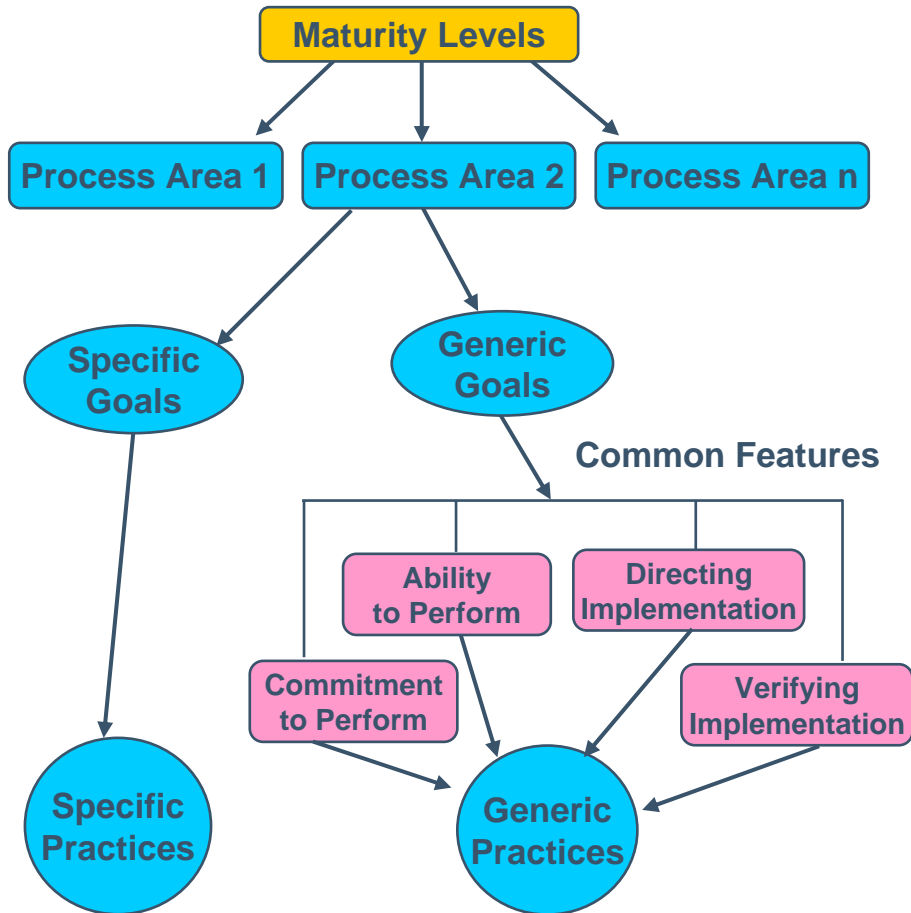 Maturity Levels
Process Area 1
Process Area 2
Process Area n
Specific
Goals
Generic
Goals
Common Features
Ability
to Perform
Directing
Implementation
Commitment
to Perform
Verifying
Implementation
Specific
Practices
Generic
Practices